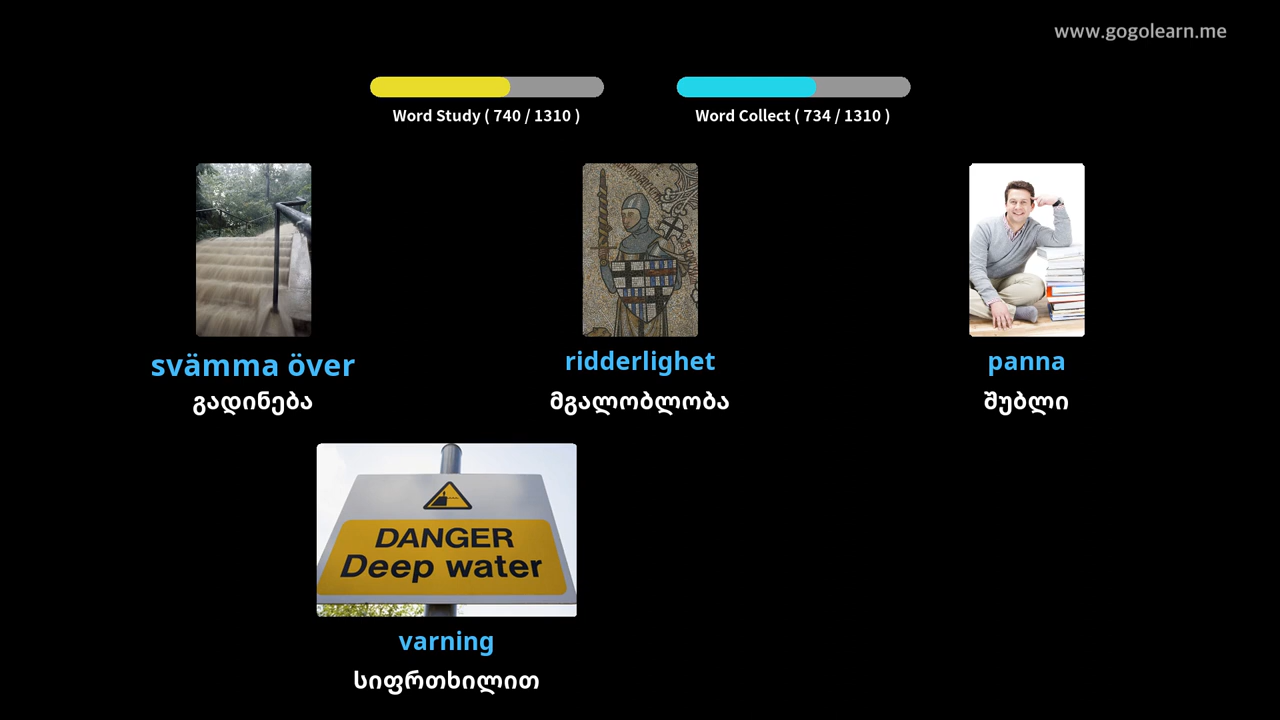 www.gogolearn.me
Word Study ( 740 / 1310 )
Word Collect ( 734 / 1310 )
svämma över
გადინება
ridderlighet
მგალობლობა
panna
შუბლი
DANGER
Deep water
varning
სიფრთხილით